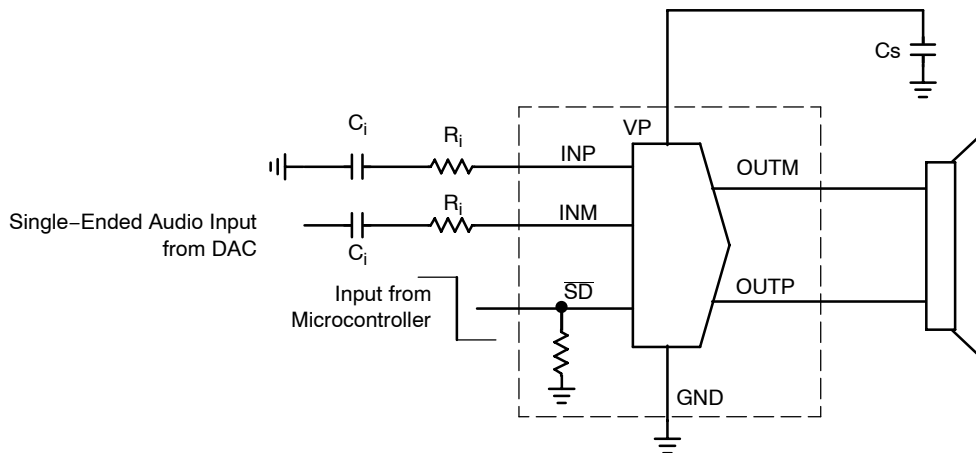 Cs
VP
Cᵢ
Rᵢ
INP
OUTM
Single−Ended Audio Input
from DAC
Rᵢ
INM
Cᵢ
Input from
Microcontroller
S̅D̅
OUTP
GND